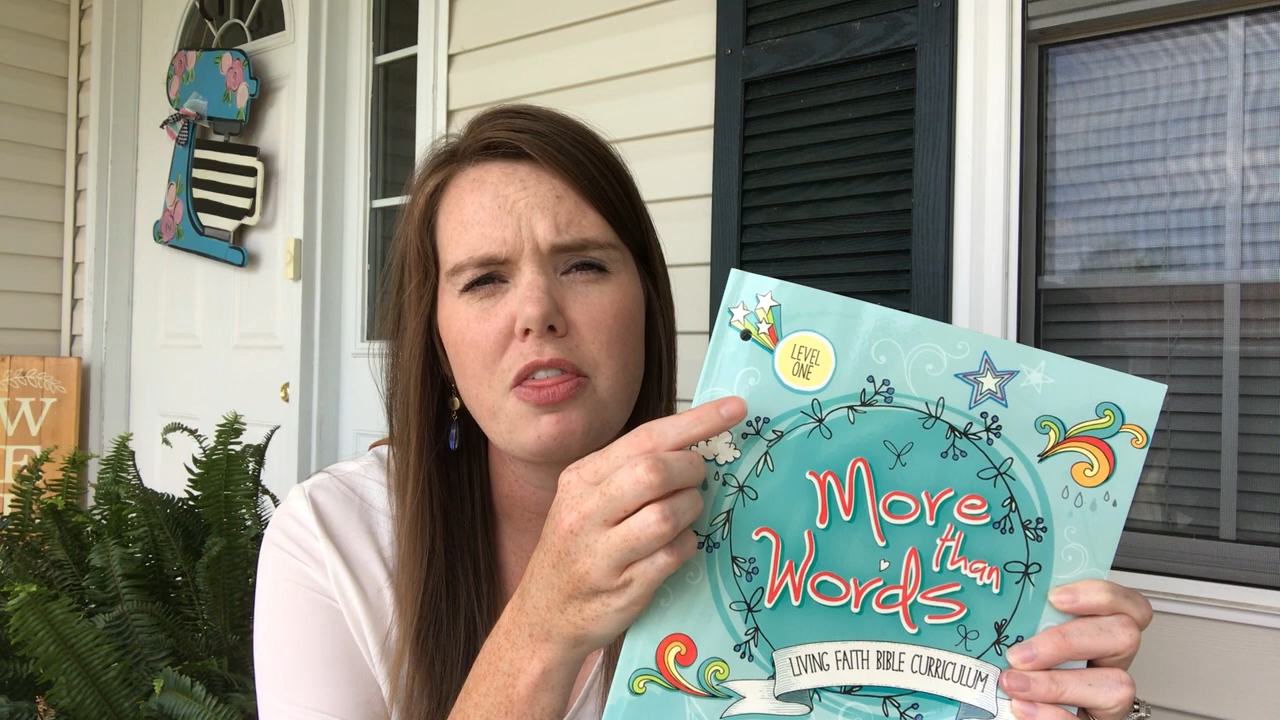 W
E
LEVEL
ONE
More
than
Words
LIVING FAITH BIBLE CURRICULUM